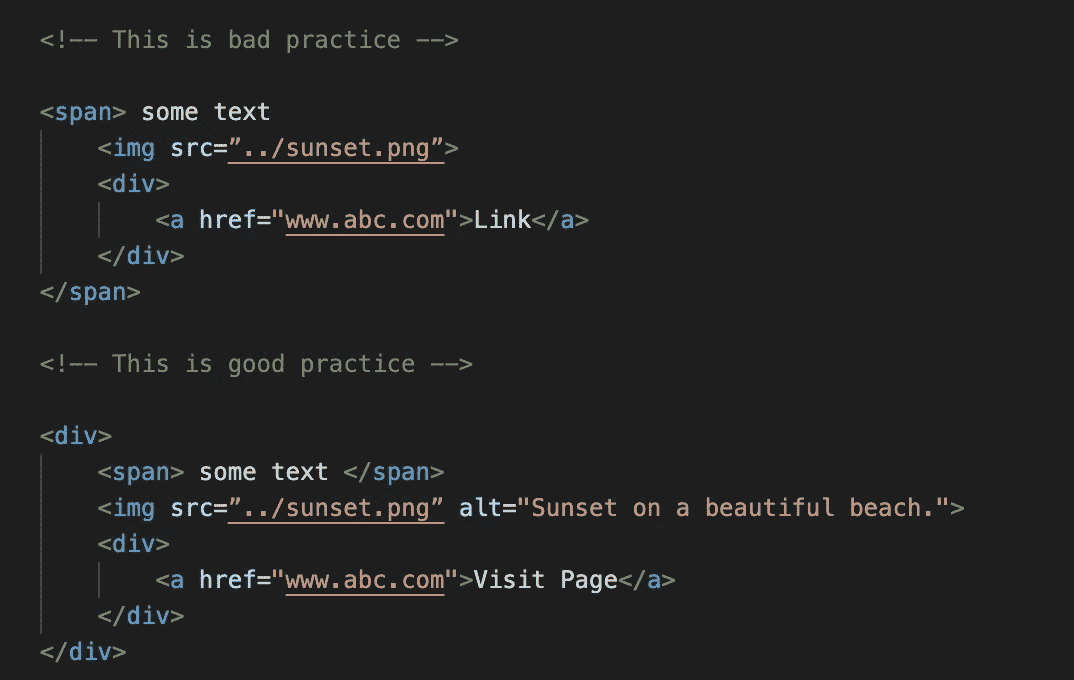 <!-- This is bad practice -->
<span> some text
<img src=”../sunset.png”>
<div>
<a href="www.abc.com">Link</a>
</div>
</span>
<!-- This is good practice -->
<div>
<span> some text </span>
<img src=”../sunset.png” alt="Sunset on a beautiful beach.">
<div>
<a href="www.abc.com">Visit Page</a>
</div>
</div>